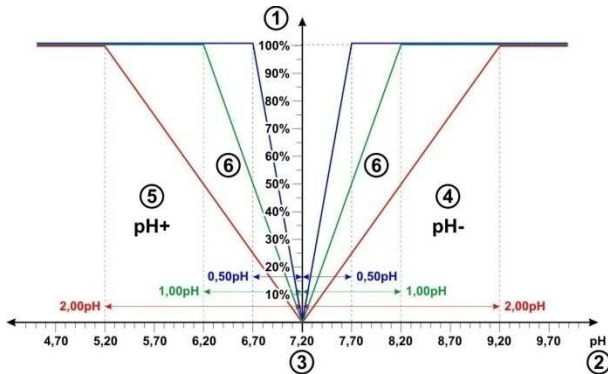 ①
100%
90%
80%
70%
60%
⑥ 50% ⑥
40%
⑤ ④
pH+ pH-
30%
20%
0,50pH 0,50pH
1,00pH 10% 1,00pH
2,00pH 2,00pH
4,70 5,20 5,70 6,20 6,70 7,20 7,70 8,20 8,70 9,20 9,70 pH
③ ②